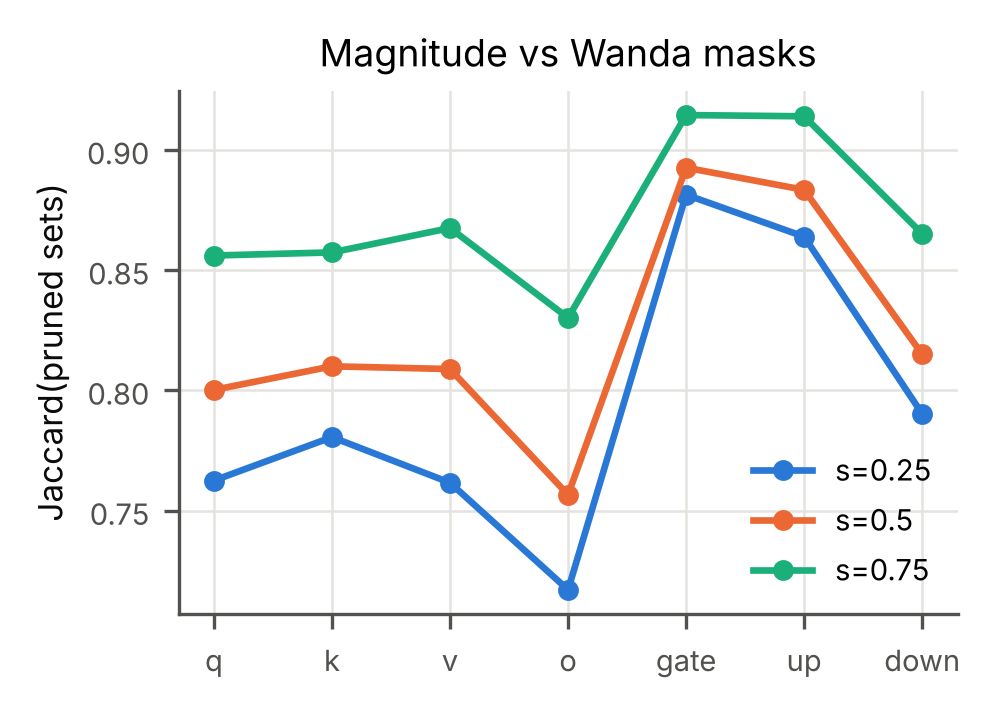 Magnitude vs Wanda masks
Jaccard(pruned sets)
0.90
0.85
0.80
0.75
s=0.25
s=0.5
s=0.75
q k v o gate up down